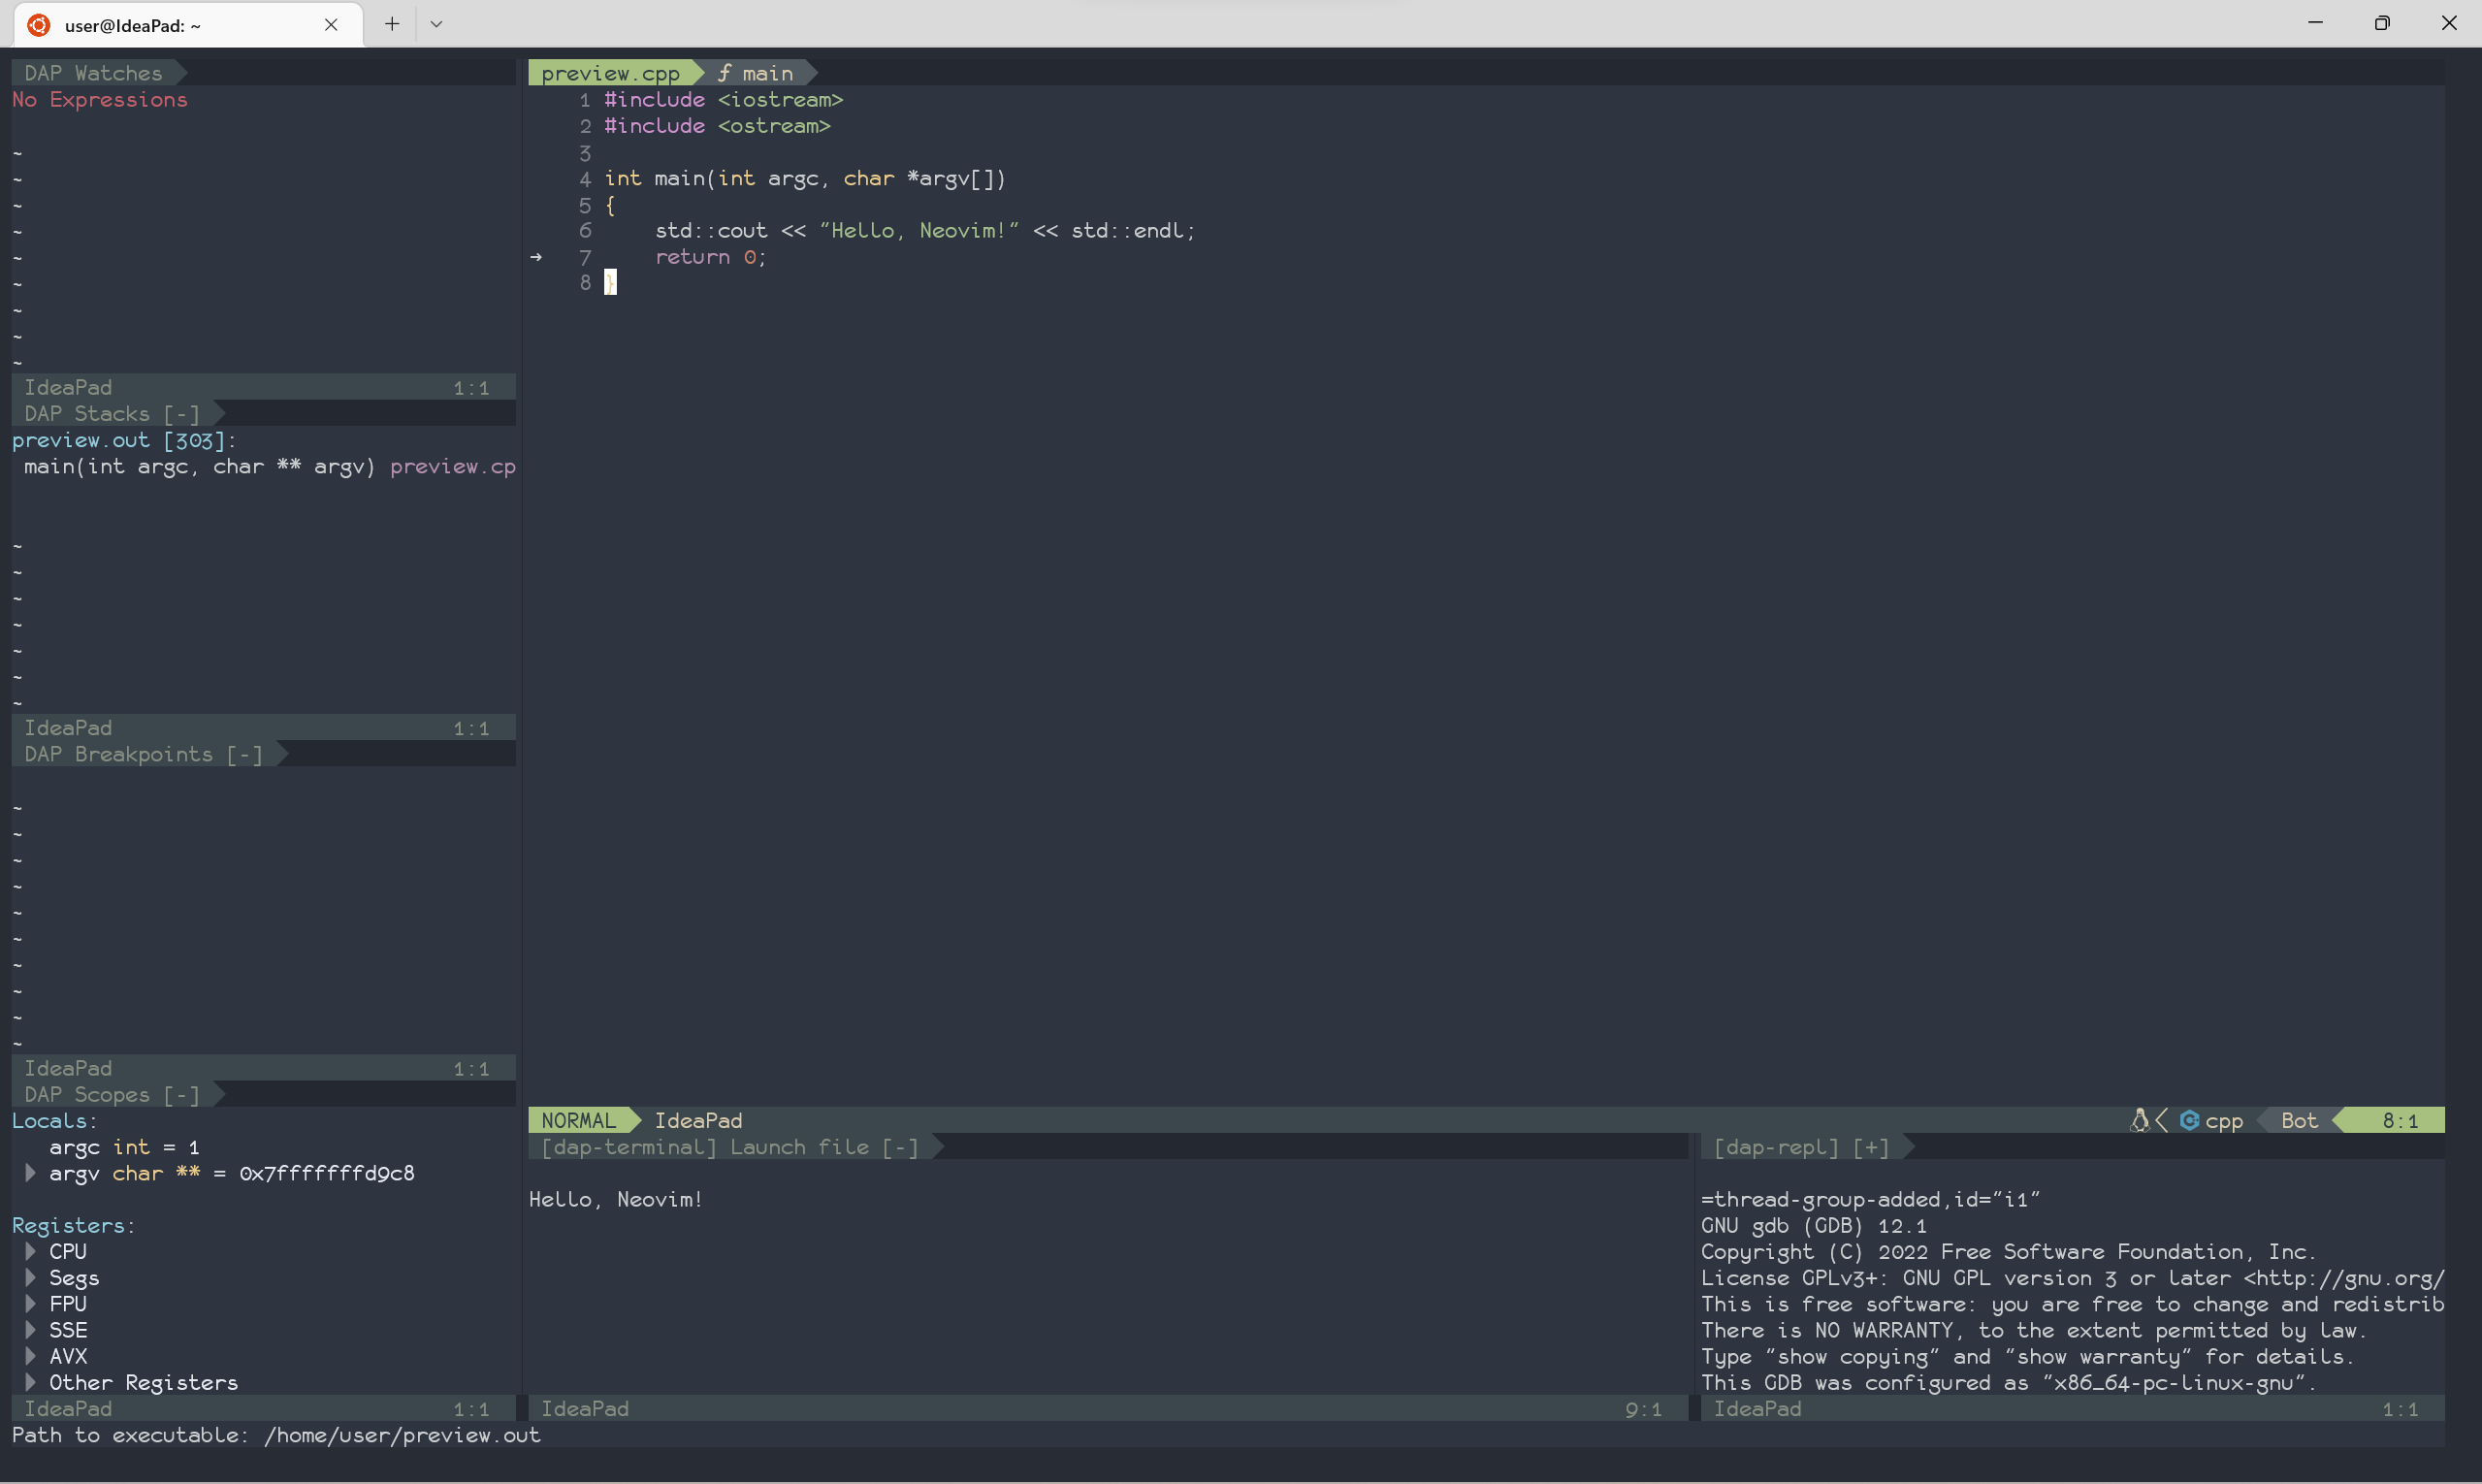 user@IdeaPad: ~
DAP Watches
No Expressions
~
~
~
~
~
~
~
~
~
IdeaPad 1:1
DAP Stacks [-]
preview.out [303]:
main(int argc, char ** argv) preview.cp
~
~
~
~
~
~
~
IdeaPad 1:1
DAP Breakpoints [-]
~
~
~
~
~
~
~
~
~
~
IdeaPad 1:1
DAP Scopes [-]
Locals:
argc int = 1
argv char ** = 0x7fffffffd9c8
Registers:
CPU
Segs
FPU
SSE
AVX
Other Registers
IdeaPad 1:1
preview.cpp ƒ main
1 #include <iostream>
2 #include <ostream>
3
4 int main(int argc, char *argv[])
5 {
6 std::cout << "Hello, Neovim!" << std::endl;
→ 7 return 0;
8 }
NORMAL IdeaPad cpp Bot 8:1
[dap-terminal] Launch file [-]
Hello, Neovim!
IdeaPad 9:1
[dap-repl] [+]
=thread-group-added,id="i1"
GNU gdb (GDB) 12.1
Copyright (C) 2022 Free Software Foundation, Inc.
License GPLv3+: GNU GPL version 3 or later <http://gnu.org/
This is free software: you are free to change and redistrib
There is NO WARRANTY, to the extent permitted by law.
Type "show copying" and "show warranty" for details.
This GDB was configured as "x86_64-pc-linux-gnu".
IdeaPad 1:1
Path to executable: /home/user/preview.out